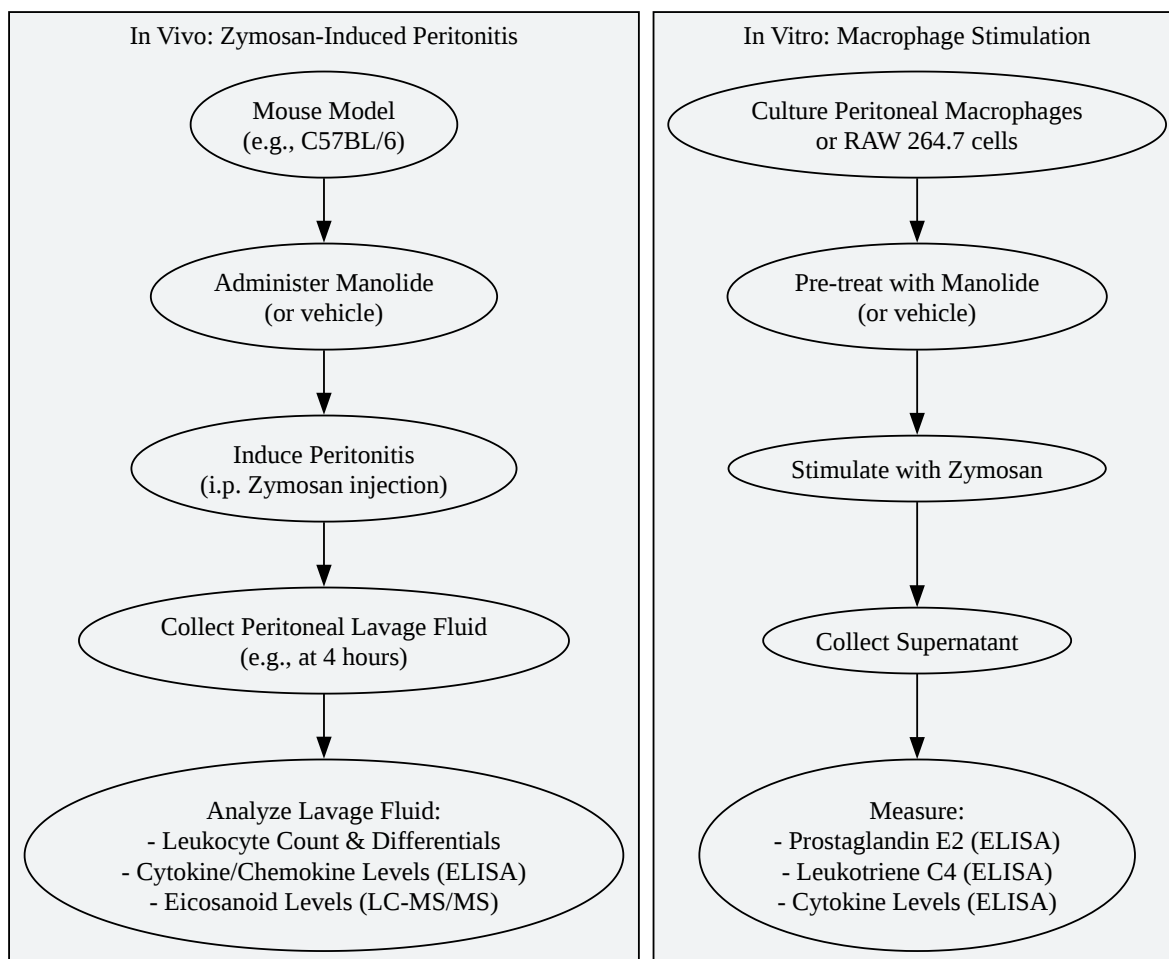 In Vivo: Zymosan-Induced Peritonitis
Mouse Model
(e.g., C57BL/6)
Administer Manolide
(or vehicle)
Induce Peritonitis
(i.p. Zymosan injection)
Collect Peritoneal Lavage Fluid
(e.g., at 4 hours)
Analyze Lavage Fluid:
- Leukocyte Count & Differentials
- Cytokine/Chemokine Levels (ELISA)
- Eicosanoid Levels (LC-MS/MS)
In Vitro: Macrophage Stimulation
Culture Peritoneal Macrophages
or RAW 264.7 cells
Pre-treat with Manolide
(or vehicle)
Stimulate with Zymosan
Collect Supernatant
Measure:
- Prostaglandin E2 (ELISA)
- Leukotriene C4 (ELISA)
- Cytokine Levels (ELISA)